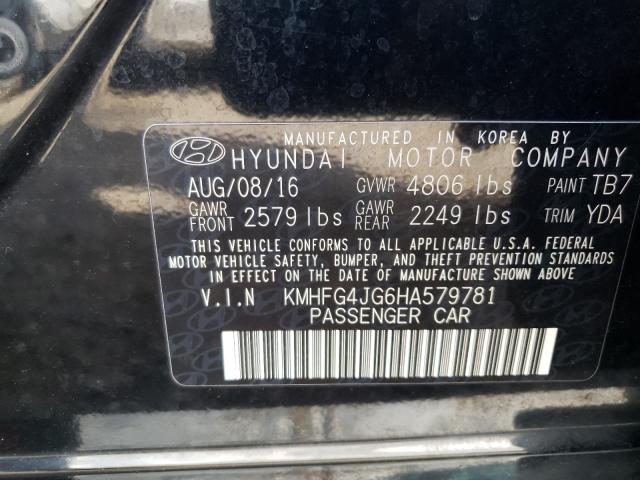 MANUFACTURED IN KOREA BY
HYUNDAI MOTOR COMPANY
AUG/08/16 GVWR 4806 lbs PAINT TB7
GAWR FRONT 2579 lbs GAWR REAR 2249 lbs TRIM YDA
THIS VEHICLE CONFORMS TO ALL APPLICABLE U.S.A. FEDERAL
MOTOR VEHICLE SAFETY, BUMPER, AND THEFT PREVENTION STANDARDS
IN EFFECT ON THE DATE OF MANUFACTURE SHOWN ABOVE
V.I.N KMHFG4JG6HA579781
PASSENGER CAR